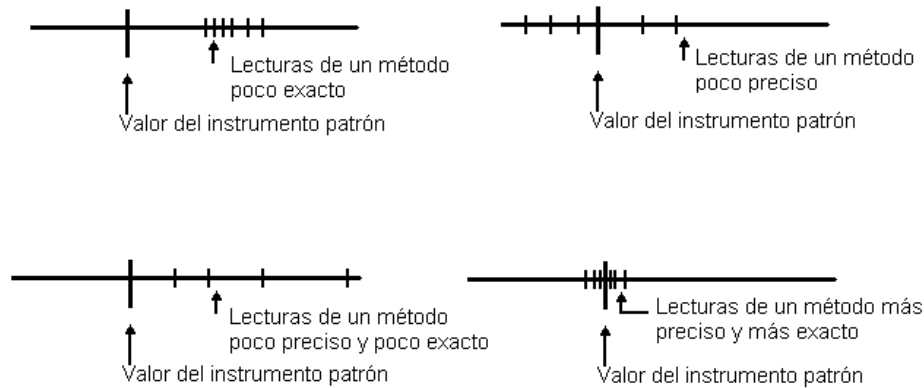 Lecturas de un método
poco exacto
Valor del instrumento patrón
Lecturas de un método
poco preciso
Valor del instrumento patrón
Lecturas de un método
poco preciso y poco exacto
Valor del instrumento patrón
Lecturas de un método más
preciso y más exacto
Valor del instrumento patrón